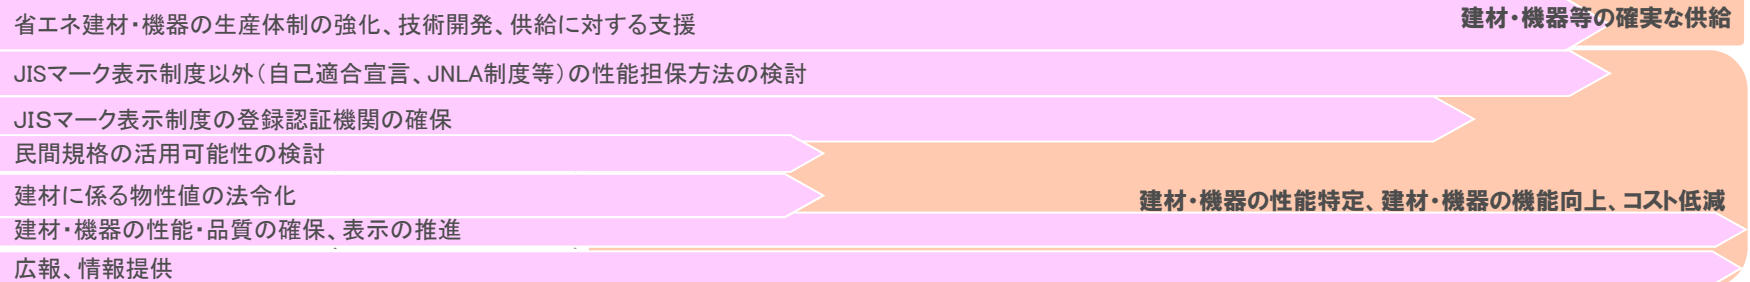 省エネ建材・機器の生産体制の強化、技術開発、供給に対する支援
建材・機器等の確実な供給
JISマーク表示制度以外（自己適合宣言、JNLA制度等）の性能担保方法の検討
JISマーク表示制度の登録認証機関の確保
民間規格の活用可能性の検討
建材に係る物性値の法令化
建材・機器の性能特定、建材・機器の機能向上、コスト低減
建材・機器の性能・品質の確保、表示の推進
広報、情報提供